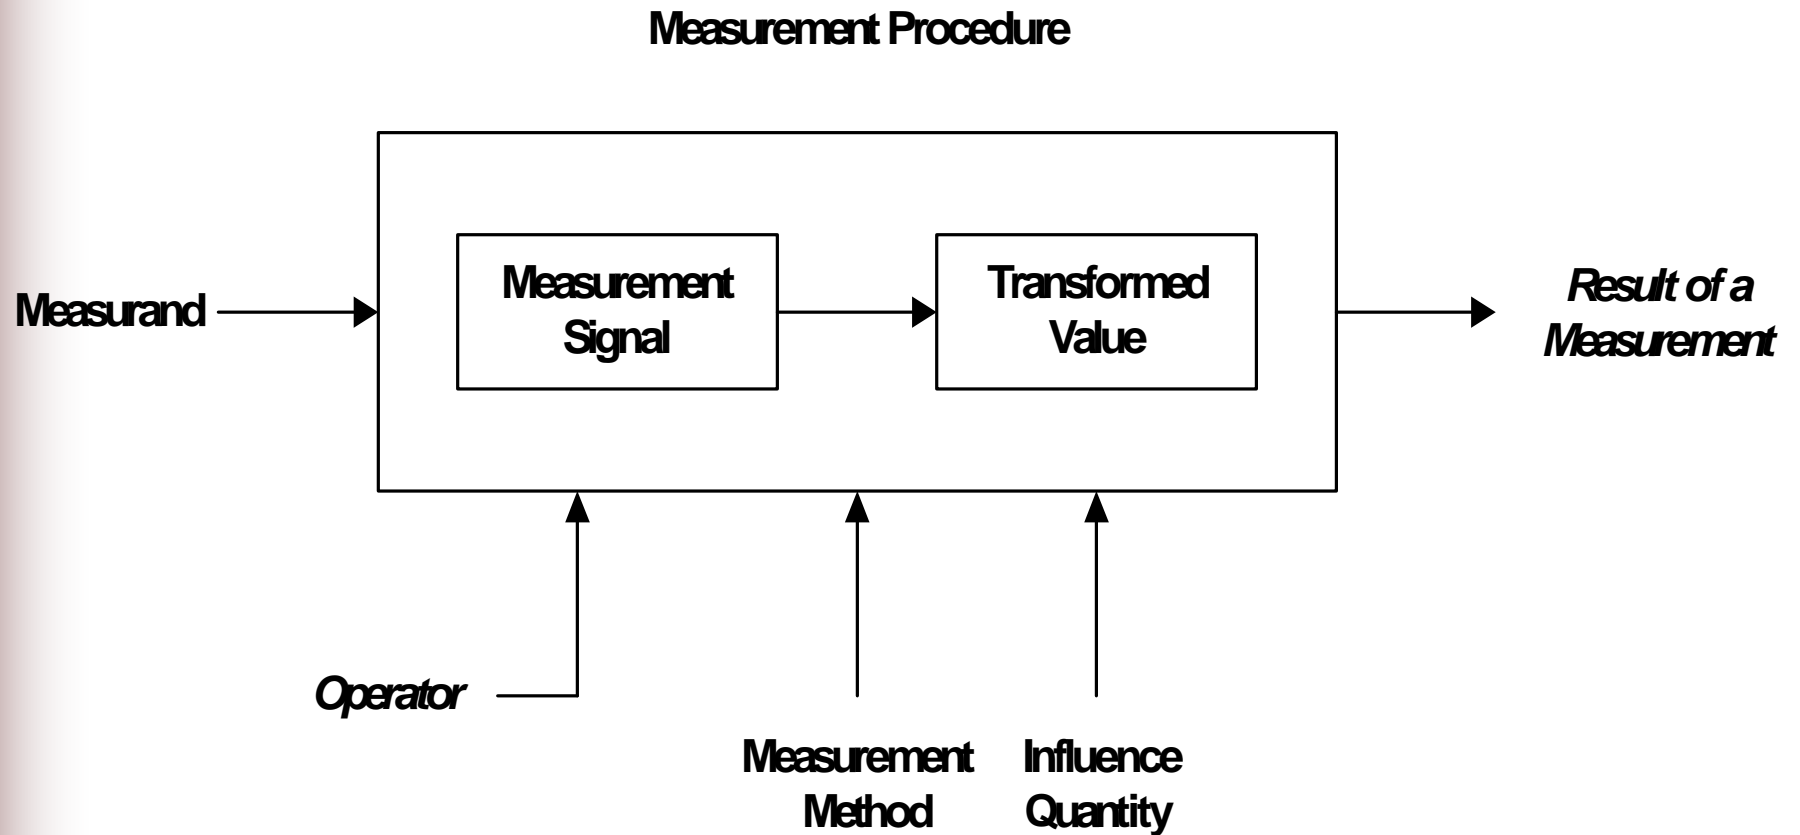 Measurement Procedure
Measurement
Signal
Transformed
Value
Measurand
Result of a
Measurement
Operator
Measurement
Method
Influence
Quantity